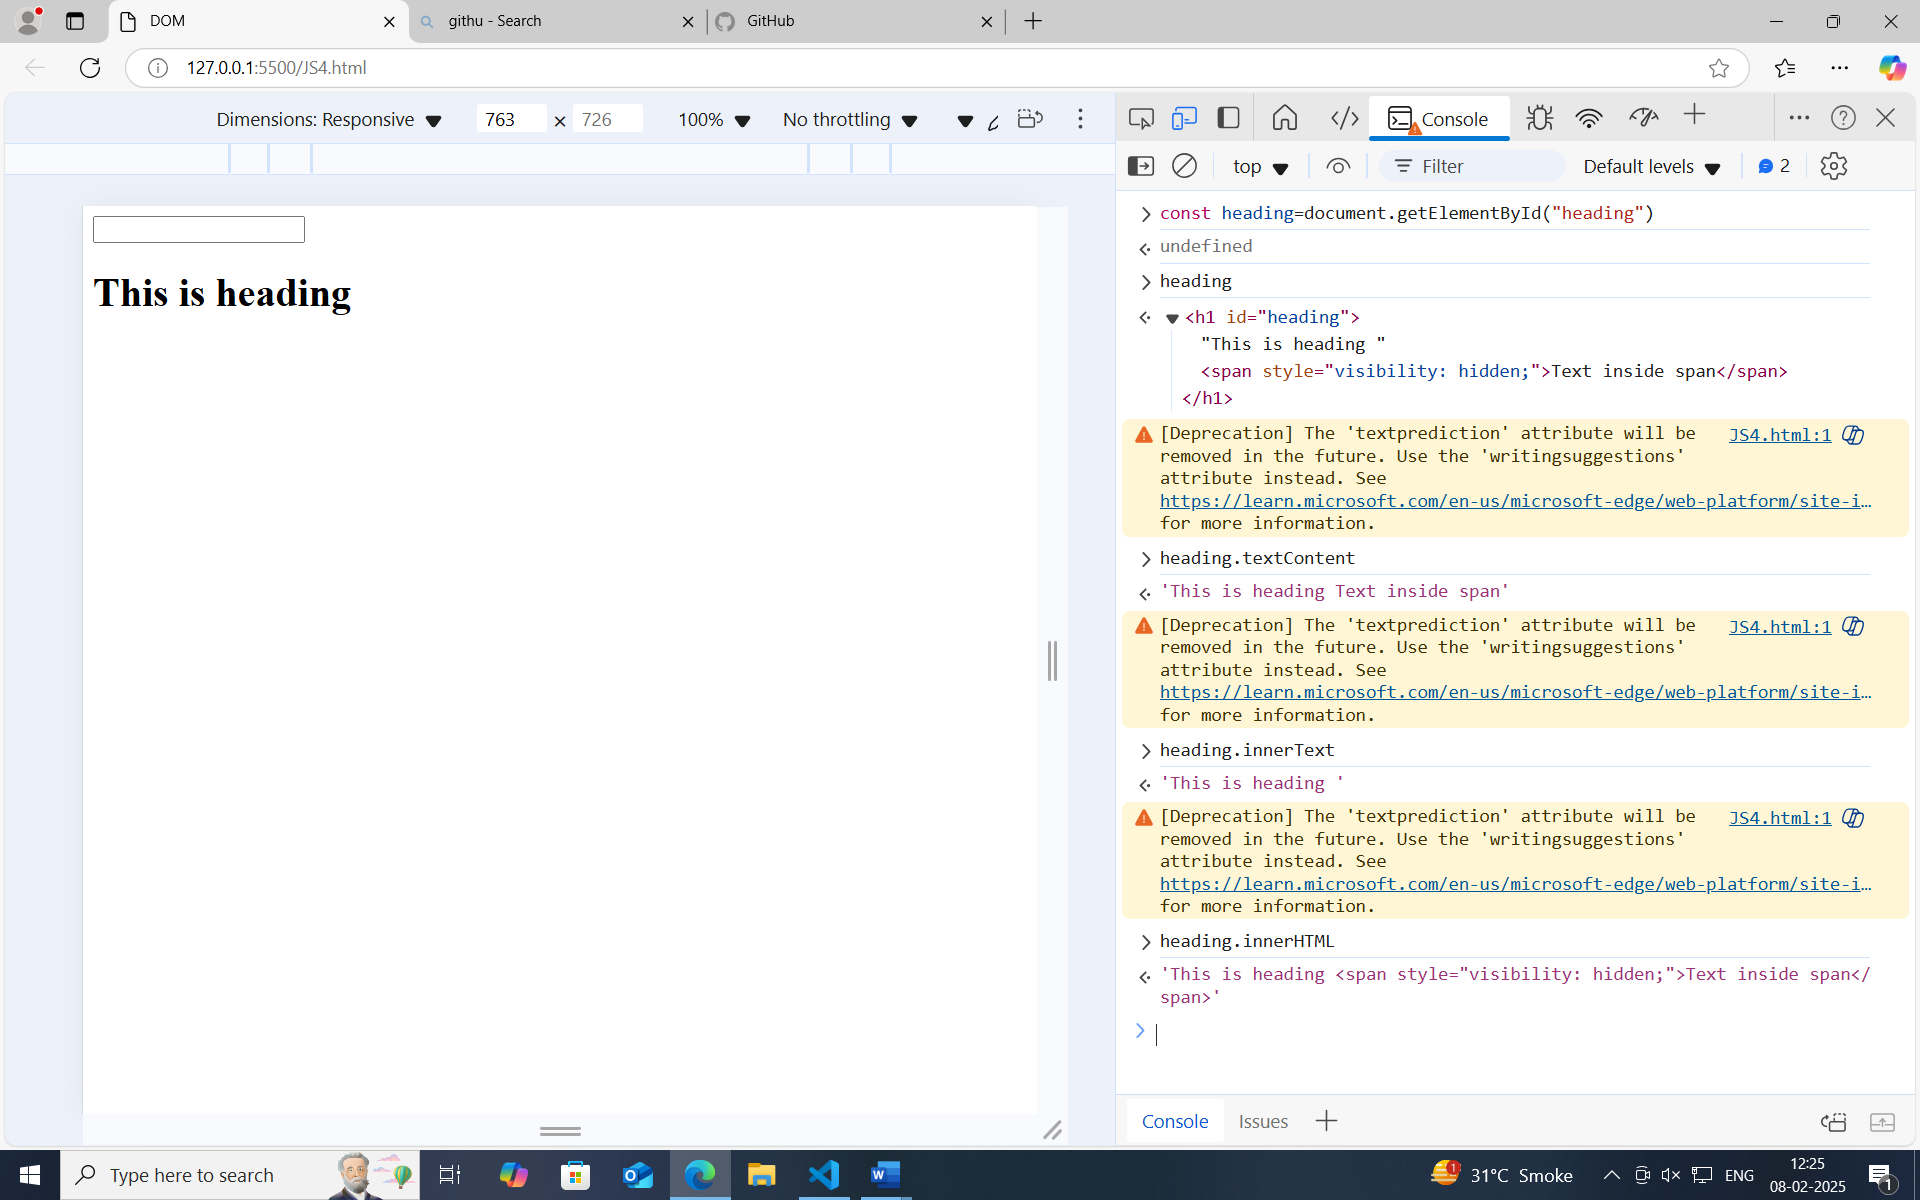 DOM
githu - Search
GitHub
127.0.0.1:5500/JS4.html
Dimensions: Responsive 763 × 726 100% No throttling
Console
top Filter Default levels 2
This is heading
const heading=document.getElementById("heading")
undefined
heading
<h1 id="heading">
"This is heading "
<span style="visibility: hidden;">Text inside span</span>
</h1>
[Deprecation] The 'textprediction' attribute will be JS4.html:1
removed in the future. Use the 'writingsuggestions'
attribute instead. See
https://learn.microsoft.com/en-us/microsoft-edge/web-platform/site-i…
for more information.
heading.textContent
'This is heading Text inside span'
[Deprecation] The 'textprediction' attribute will be JS4.html:1
removed in the future. Use the 'writingsuggestions'
attribute instead. See
https://learn.microsoft.com/en-us/microsoft-edge/web-platform/site-i…
for more information.
heading.innerText
'This is heading '
[Deprecation] The 'textprediction' attribute will be JS4.html:1
removed in the future. Use the 'writingsuggestions'
attribute instead. See
https://learn.microsoft.com/en-us/microsoft-edge/web-platform/site-i…
for more information.
heading.innerHTML
'This is heading <span style="visibility: hidden;">Text inside span</
span>'
Console Issues
Type here to search
1 31°C Smoke ENG 12:25
08-02-2025
1